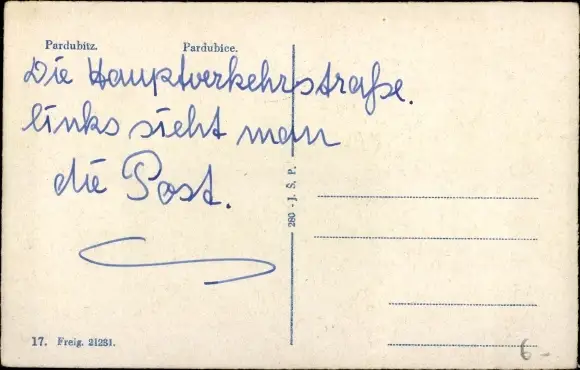 Pardubitz. Pardubice.
Die Hauptverkehrsstraße.
links sieht man
die Post.
280 - J. S. P.
17. Freig. 21281.
6 -